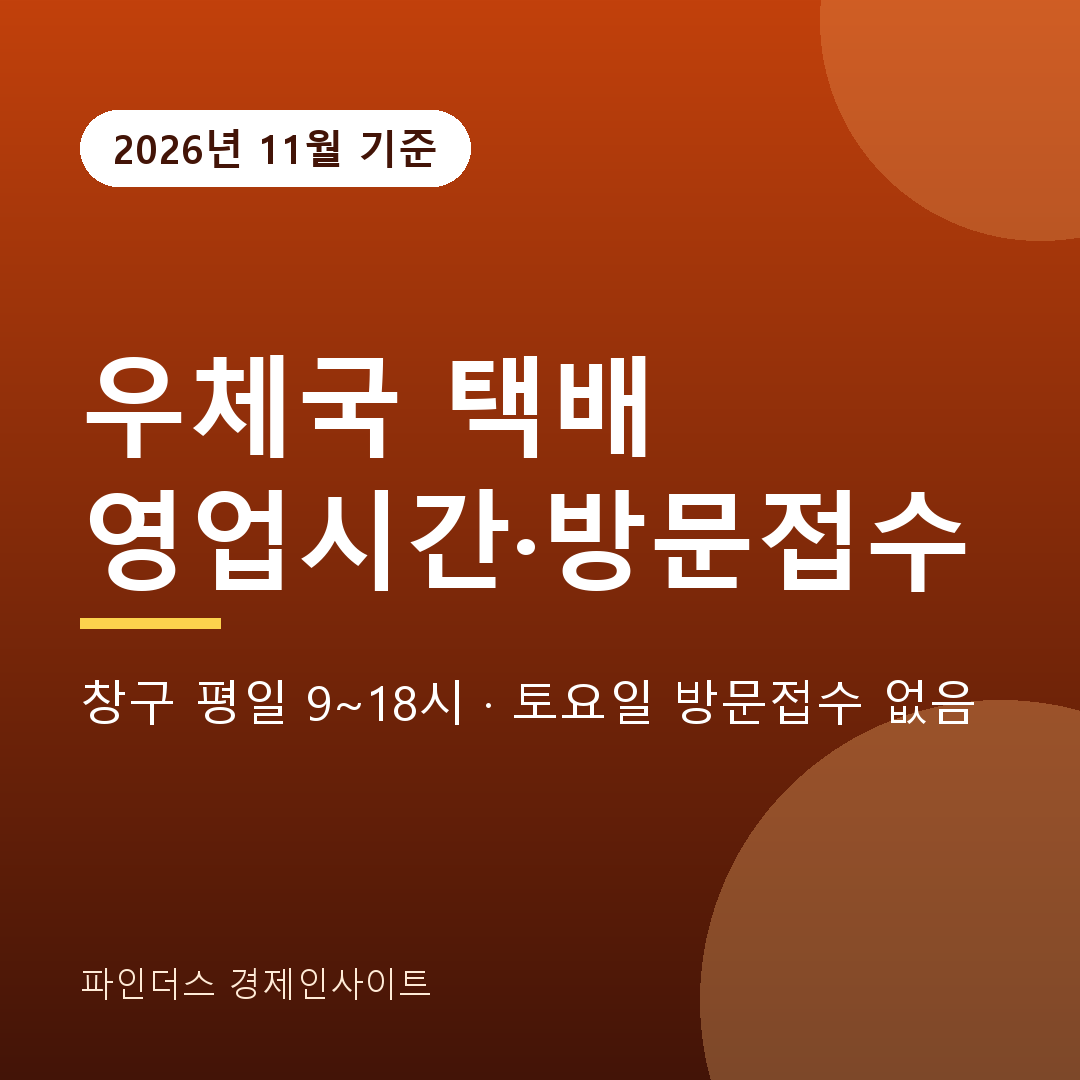 2026년 11월 기준
우체국 택배
영업시간·방문접수
창구 평일 9~18시 · 토요일 방문접수 없음
파인더스 경제인사이트